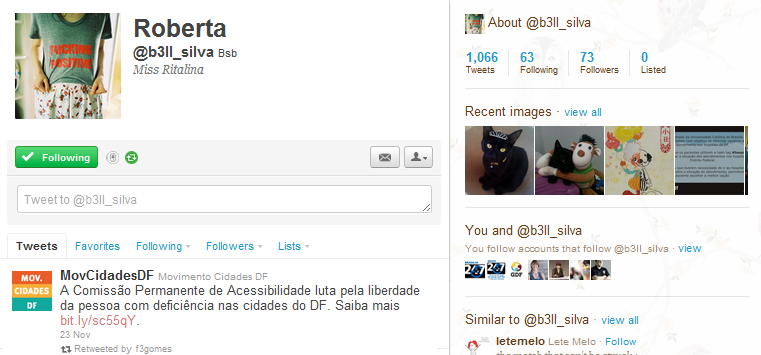 Roberta
@b3ll_silva Bsb
Miss Ritalina
Following
Tweet to @b3ll_silva
Tweets Favorites Following Followers Lists
MOV.
CIDADES
DF
MovCidadesDF Movimento Cidades DF
A Comissão Permanente de Acessibilidade luta pela liberdade
da pessoa com deficiência nas cidades do DF. Saiba mais
bit.ly/sc55qY.
23 Nov
Retweeted by f3gomes
About @b3ll_silva
1,066 63 73 0
Tweets Following Followers Listed
Recent images · view all
You and @b3ll_silva
You follow accounts that follow @b3ll_silva · view
GDF
Similar to @b3ll_silva · view all
letemelo Lete Melo · Follow